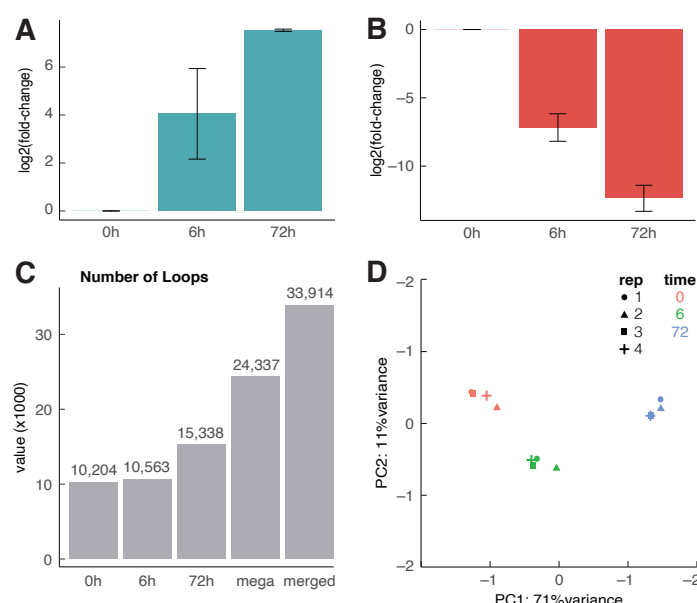 A
log2(fold-change)
6
4
2
0
0h 6h 72h
B
log2(fold-change)
0
−5
−10
0h 6h 72h
C
Number of Loops
value (x1000)
30
20
10
0
10,204
10,563
15,338
24,337
33,914
0h 6h 72h mega merged
D
rep time
1 0
2 6
3 72
4
PC2: 11%variance
−2
−1
0
−1
−2
−1 0 −1 −2
PC1: 71%variance